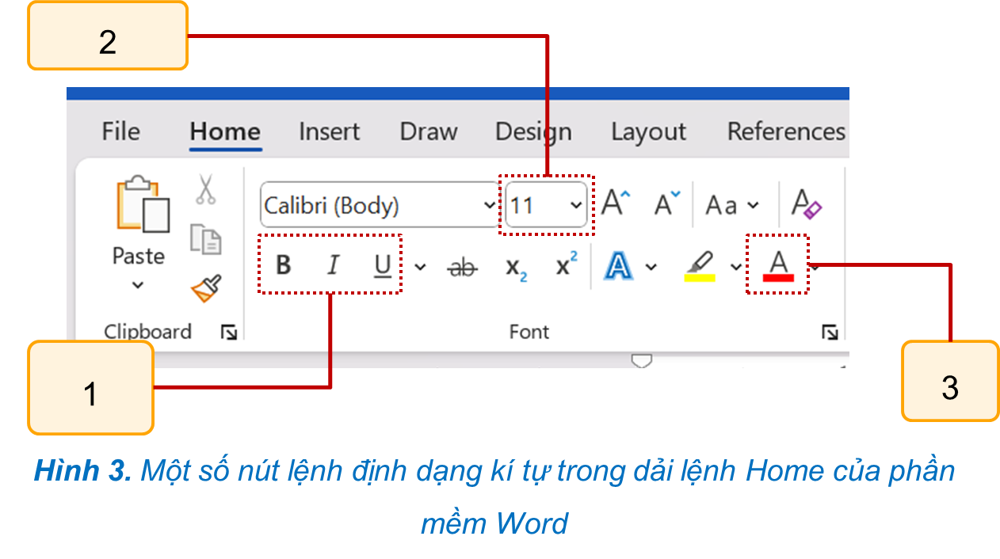 2
File Home Insert Draw Design Layout References
Calibri (Body) 11 A A Aa A
Paste
B I U ab x2 x2 A A
Clipboard Font
1
3
Hình 3. Một số nút lệnh định dạng kí tự trong dải lệnh Home của phần
mềm Word